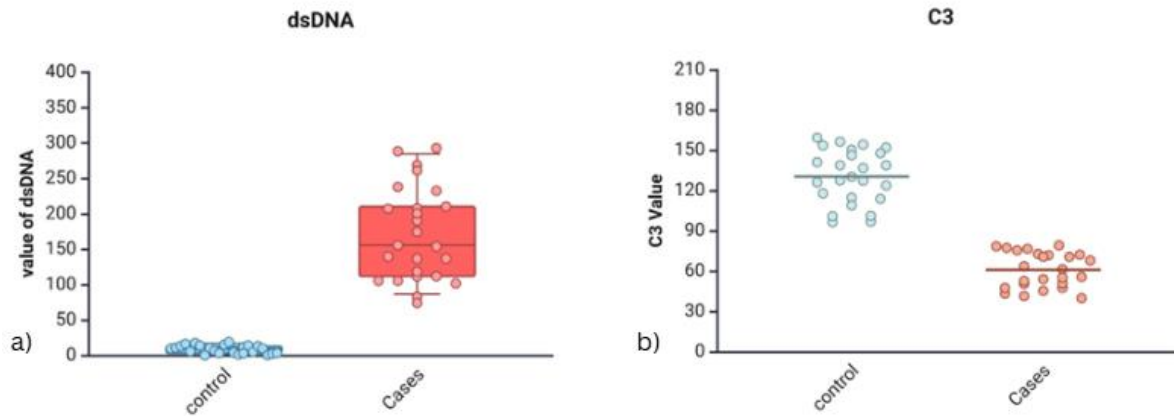 dsDNA
value of dsDNA
400
350
300
250
200
150
100
50
0
control
Cases
a)
C3
C3 Value
210
180
150
120
90
60
30
0
control
Cases
b)